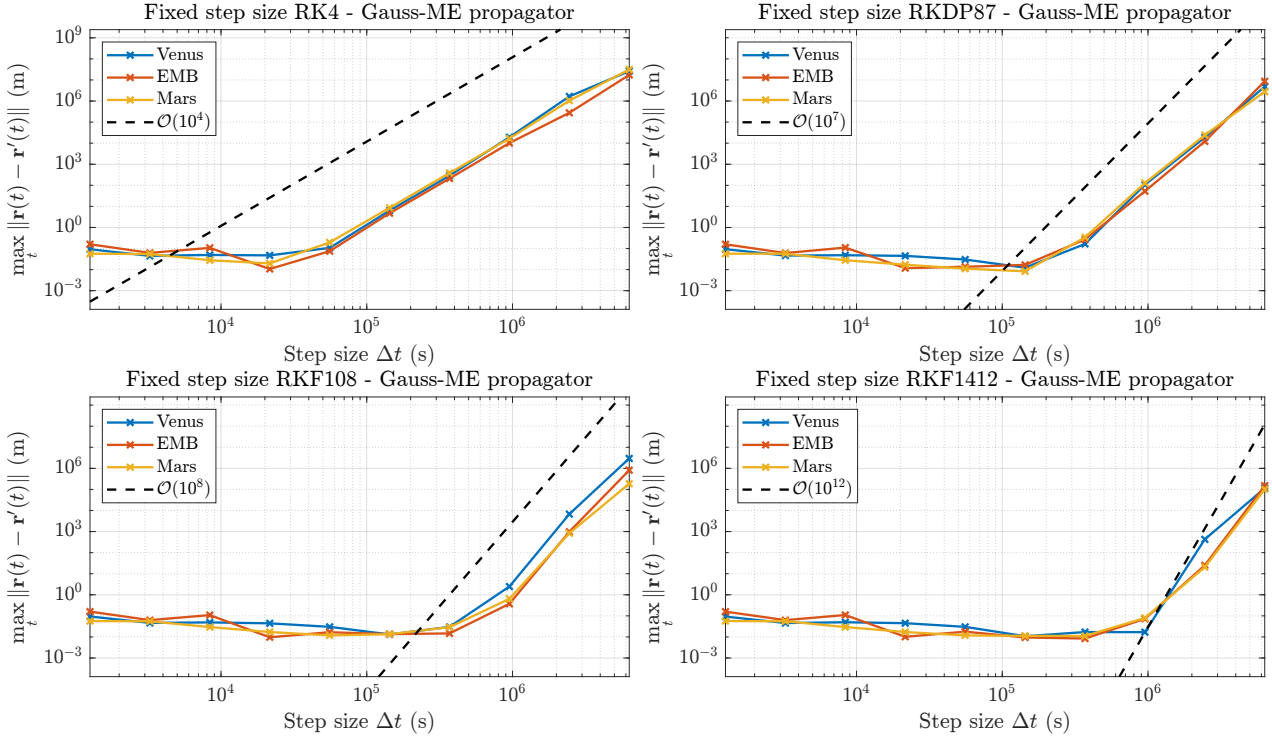 Fixed step size RK4 - Gauss-ME propagator
10^9
10^6
10^3
10^0
10^{-3}
max_t ||r(t) − r′(t)|| (m)
Venus
EMB
Mars
O(10^4)
10^4
10^5
10^6
Step size Δt (s)
Fixed step size RKDP87 - Gauss-ME propagator
10^6
10^3
10^0
10^{-3}
max_t ||r(t) − r′(t)|| (m)
Venus
EMB
Mars
O(10^7)
10^4
10^5
10^6
Step size Δt (s)
Fixed step size RKF108 - Gauss-ME propagator
10^6
10^3
10^0
10^{-3}
max_t ||r(t) − r′(t)|| (m)
Venus
EMB
Mars
O(10^8)
10^4
10^5
10^6
Step size Δt (s)
Fixed step size RKF1412 - Gauss-ME propagator
10^6
10^3
10^0
10^{-3}
max_t ||r(t) − r′(t)|| (m)
Venus
EMB
Mars
O(10^{12})
10^4
10^5
10^6
Step size Δt (s)